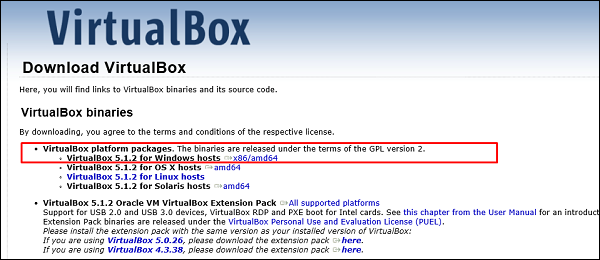 VirtualBox
Download VirtualBox
Here, you will find links to VirtualBox binaries and its source code.
VirtualBox binaries
By downloading, you agree to the terms and conditions of the respective license.
• VirtualBox platform packages. The binaries are released under the terms of the GPL version 2.
VirtualBox 5.1.2 for Windows hosts x86/amd64
VirtualBox 5.1.2 for OS X hosts amd64
VirtualBox 5.1.2 for Linux hosts
VirtualBox 5.1.2 for Solaris hosts amd64
• VirtualBox 5.1.2 Oracle VM VirtualBox Extension Pack All supported platforms
Support for USB 2.0 and USB 3.0 devices, VirtualBox RDP and PXE boot for Intel cards. See this chapter from the User Manual for an introduct
Extension Pack binaries are released under the VirtualBox Personal Use and Evaluation License (PUEL).
Please install the extension pack with the same version as your installed version of VirtualBox:
If you are using VirtualBox 5.0.26, please download the extension pack here.
If you are using VirtualBox 4.3.38, please download the extension pack here.